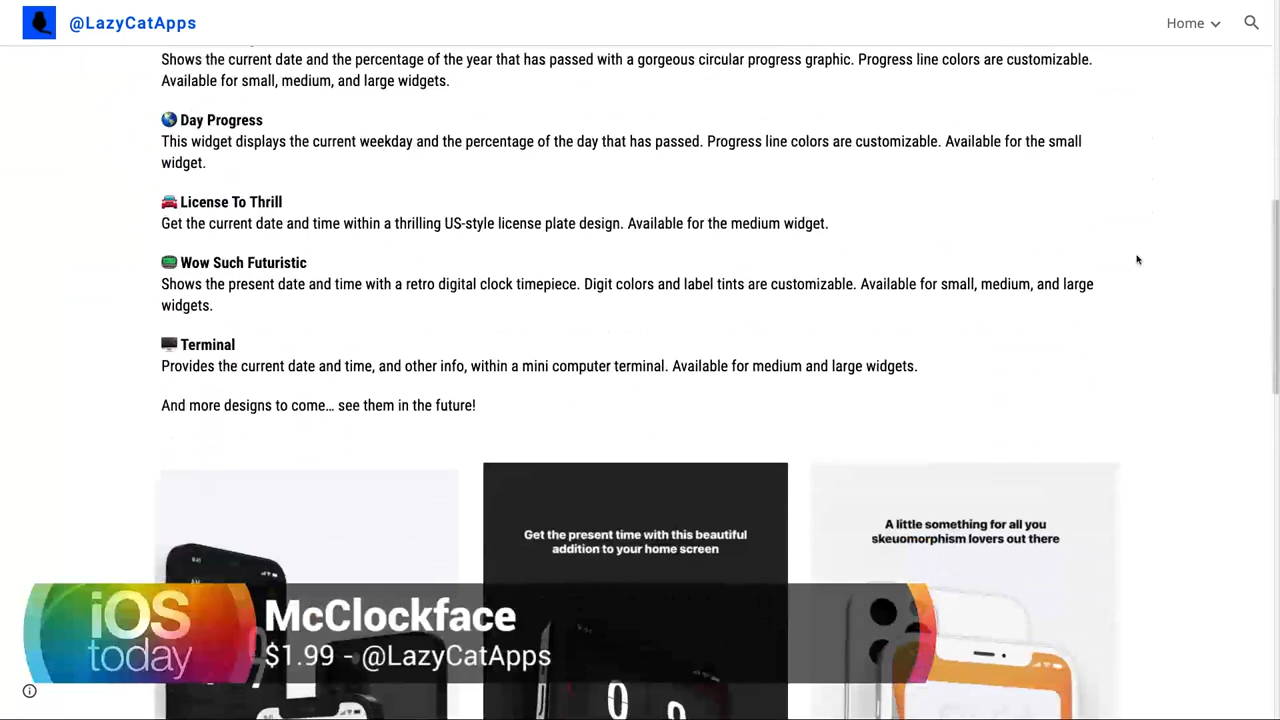 @LazyCatApps
Home
Shows the current date and the percentage of the year that has passed with a gorgeous circular progress graphic. Progress line colors are customizable.
Available for small, medium, and large widgets.
🌎 Day Progress
This widget displays the current weekday and the percentage of the day that has passed. Progress line colors are customizable. Available for the small
widget.
🚘 License To Thrill
Get the current date and time within a thrilling US-style license plate design. Available for the medium widget.
📟 Wow Such Futuristic
Shows the present date and time with a retro digital clock timepiece. Digit colors and label tints are customizable. Available for small, medium, and large
widgets.
🖥️ Terminal
Provides the current date and time, and other info, within a mini computer terminal. Available for medium and large widgets.
And more designs to come… see them in the future!
Get the present time with this beautiful
addition to your home screen
A little something for all you
skeuomorphism lovers out there
9:41
iOS
today
McClockface
$1.99 - @LazyCatApps